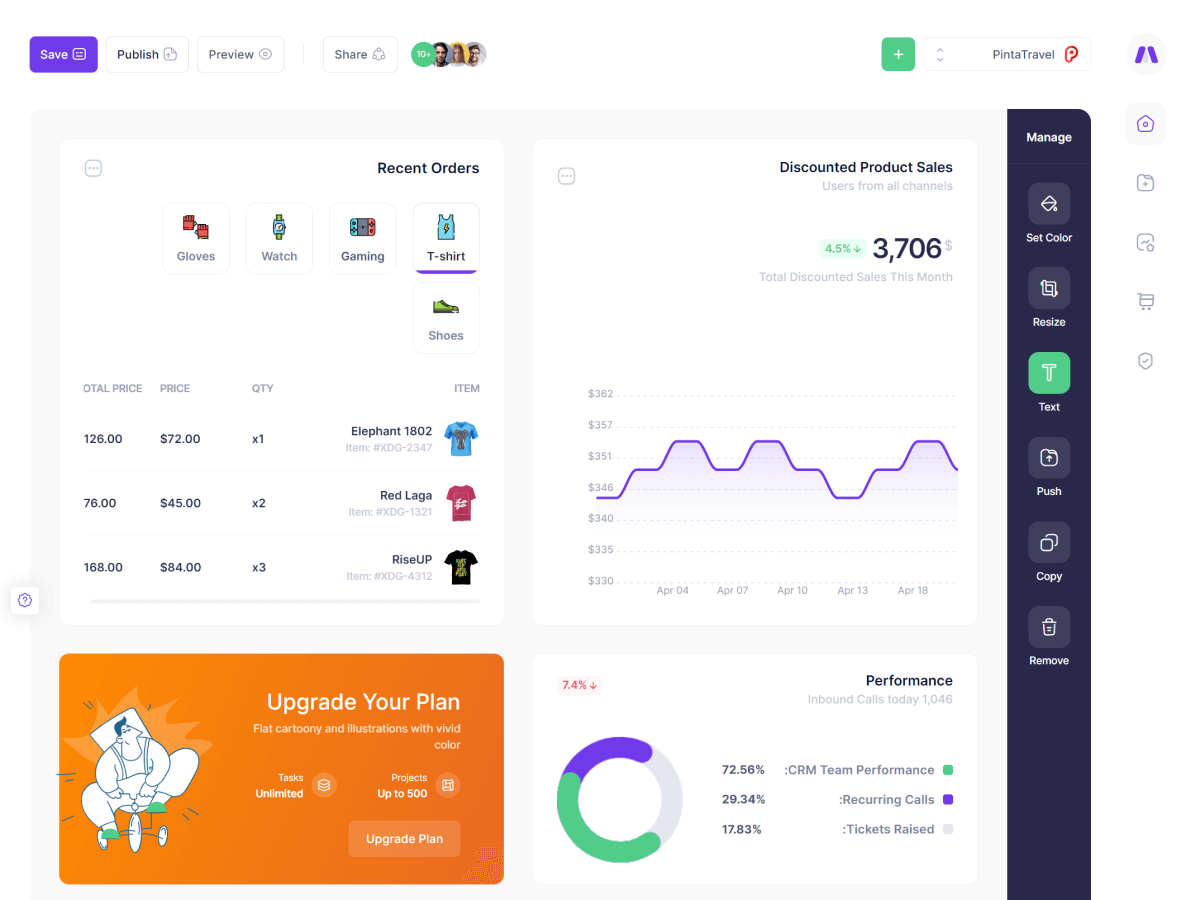 Save
Publish
Preview
Share
10+
+
PintaTravel
Manage
Set Color
Resize
Text
Push
Copy
Remove
Recent Orders
Gloves
Watch
Gaming
T-shirt
Shoes
OTAL PRICE PRICE QTY ITEM
126.00 $72.00 x1 Elephant 1802
Item: #XDG-2347
76.00 $45.00 x2 Red Laga
Item: #XDG-1321
168.00 $84.00 x3 RiseUP
Item: #XDG-4312
Discounted Product Sales
Users from all channels
4.5% 3,706 $
Total Discounted Sales This Month
$362
$357
$351
$346
$340
$335
$330
Apr 04 Apr 07 Apr 10 Apr 13 Apr 18
Upgrade Your Plan
Flat cartoony and illustrations with vivid
color
Tasks
Unlimited
Projects
Up to 500
Upgrade Plan
7.4%
Performance
Inbound Calls today 1,046
72.56% :CRM Team Performance
29.34% :Recurring Calls
17.83% :Tickets Raised